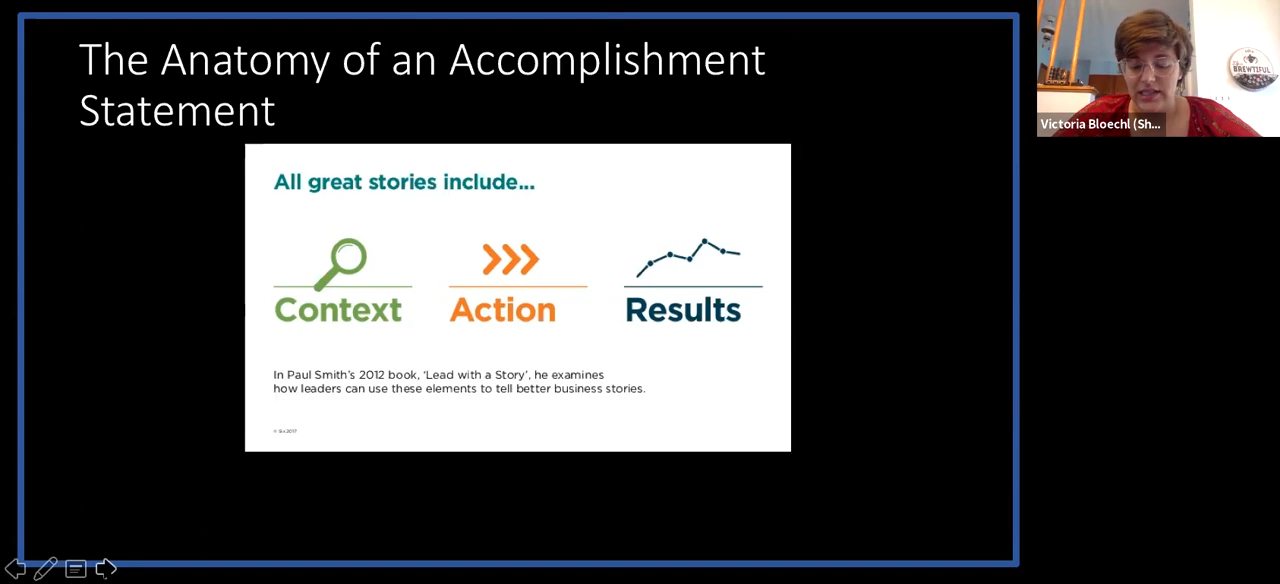 The Anatomy of an Accomplishment
Statement
All great stories include...
Context
Action
Results
In Paul Smith's 2012 book, 'Lead with a Story', he examines
how leaders can use these elements to tell better business stories.
Victoria Bloechl (Sh...
BREWTIFUL